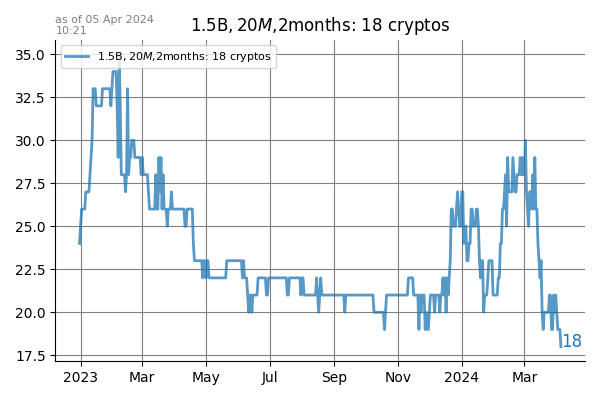 as of 05 Apr 2024
10:21
1.5B, 20M,2months: 18 cryptos
1.5B, 20M,2months: 18 cryptos
35.0
32.5
30.0
27.5
25.0
22.5
20.0
17.5
18
2023 Mar May Jul Sep Nov 2024 Mar